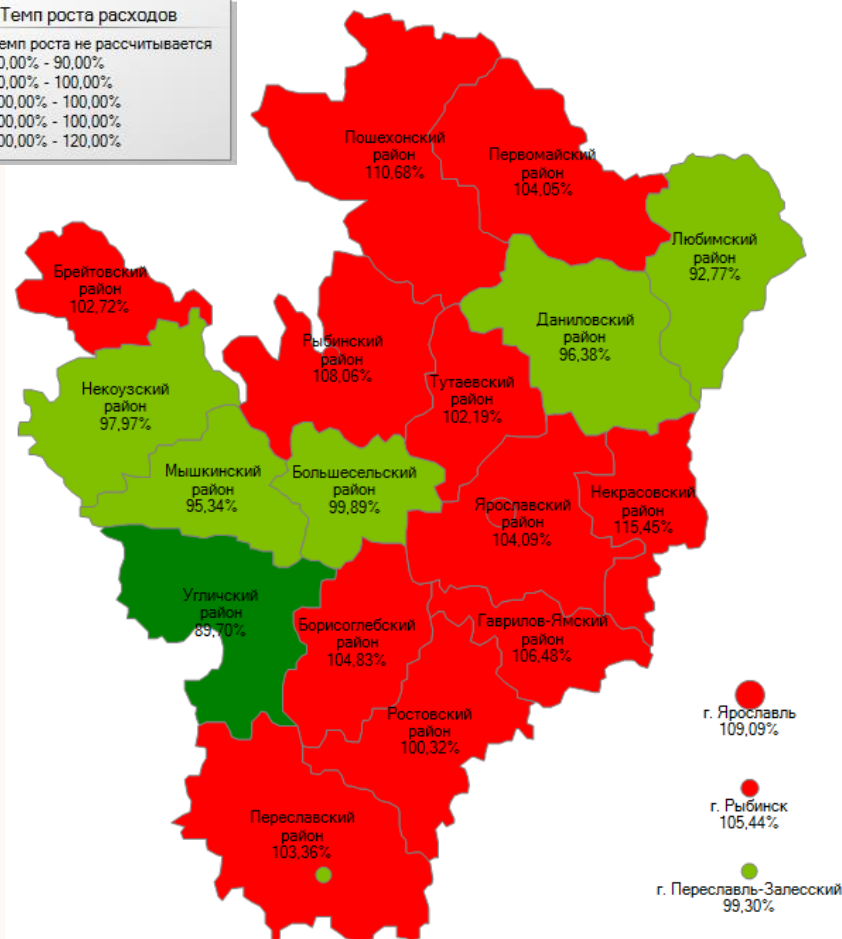 Темп роста расходов
емп роста не рассчитывается
0,00% - 90,00%
0,00% - 100,00%
00,00% - 100,00%
00,00% - 100,00%
00,00% - 120,00%
Пошехонский
район
110,68%
Первомайский
район
104,05%
Любимский
район
92,77%
Брейтовский
район
102,72%
Рыбинский
район
108,06%
Даниловский
район
96,38%
Некоузский
район
97,97%
Тутаевский
район
102,19%
Мышкинский
район
95,34%
Большесельский
район
99,89%
Ярославский
район
104,09%
Некрасовский
район
115,45%
Угличский
район
89,70%
Борисоглебский
район
104,83%
Гаврилов-Ямский
район
106,48%
Ростовский
район
100,32%
г. Ярославль
109,09%
Переславский
район
103,36%
г. Рыбинск
105,44%
г. Переславль-Залесский
99,30%